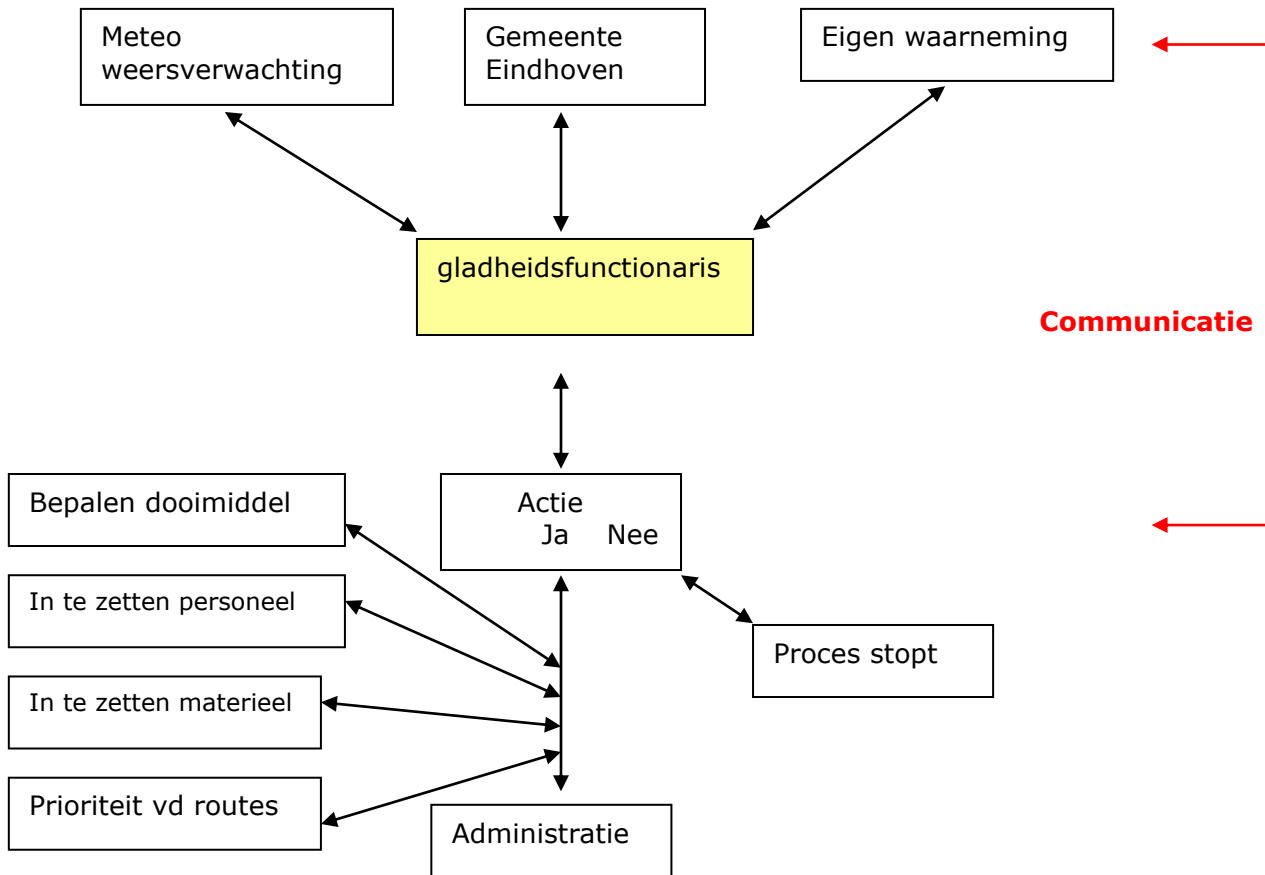 Meteo
weersverwachting
Gemeente
Eindhoven
Eigen waarneming
gladheidsfunctionaris
Communicatie
Bepalen dooimiddel
Actie
Ja Nee
In te zetten personeel
Proces stopt
In te zetten materieel
Prioriteit vd routes
Administratie